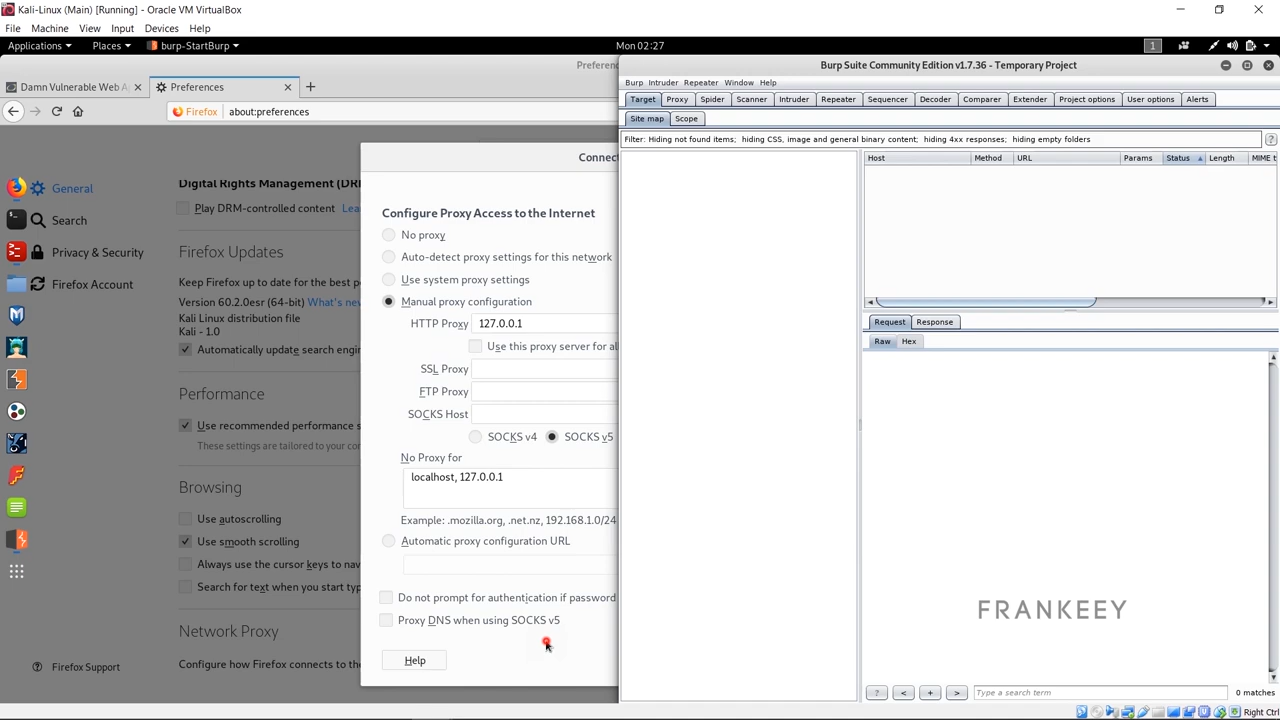 Kali-Linux (Main) [Running] - Oracle VM VirtualBox
File Machine View Input Devices Help
Applications Places burp-StartBurp Mon 02:27 1
Preferenc
Damn Vulnerable Web A Preferences
Firefox about:preferences
General
Search
Privacy & Security
Firefox Account
Firefox Support
Digital Rights Management (DRM
Play DRM-controlled content Lea
Firefox Updates
Keep Firefox up to date for the best p
Version 60.2.0esr (64-bit) What's new
Kali Linux distribution file
Kali - 1.0
Automatically update search engin
Performance
Use recommended performance s
These settings are tailored to your co
Browsing
Use autoscrolling
Use smooth scrolling
Always use the cursor keys to nav
Search for text when you start typ
Network Proxy
Configure how Firefox connects to th
Connec
Configure Proxy Access to the Internet
No proxy
Auto-detect proxy settings for this network
Use system proxy settings
Manual proxy configuration
HTTP Proxy 127.0.0.1
Use this proxy server for al
SSL Proxy
FTP Proxy
SOCKS Host
SOCKS v4 SOCKS v5
No Proxy for
localhost, 127.0.0.1
Example: .mozilla.org, .net.nz, 192.168.1.0/24
Automatic proxy configuration URL
Do not prompt for authentication if password
Proxy DNS when using SOCKS v5
Help
Burp Suite Community Edition v1.7.36 - Temporary Project
Burp Intruder Repeater Window Help
Target Proxy Spider Scanner Intruder Repeater Sequencer Decoder Comparer Extender Project options User options Alerts
Site map Scope
Filter: Hiding not found items; hiding CSS, image and general binary content; hiding 4xx responses; hiding empty folders ?
Host Method URL Params Status Length MIME t
Request Response
Raw Hex
FRANKEEY
? < + > Type a search term 0 matches
Right Ctrl